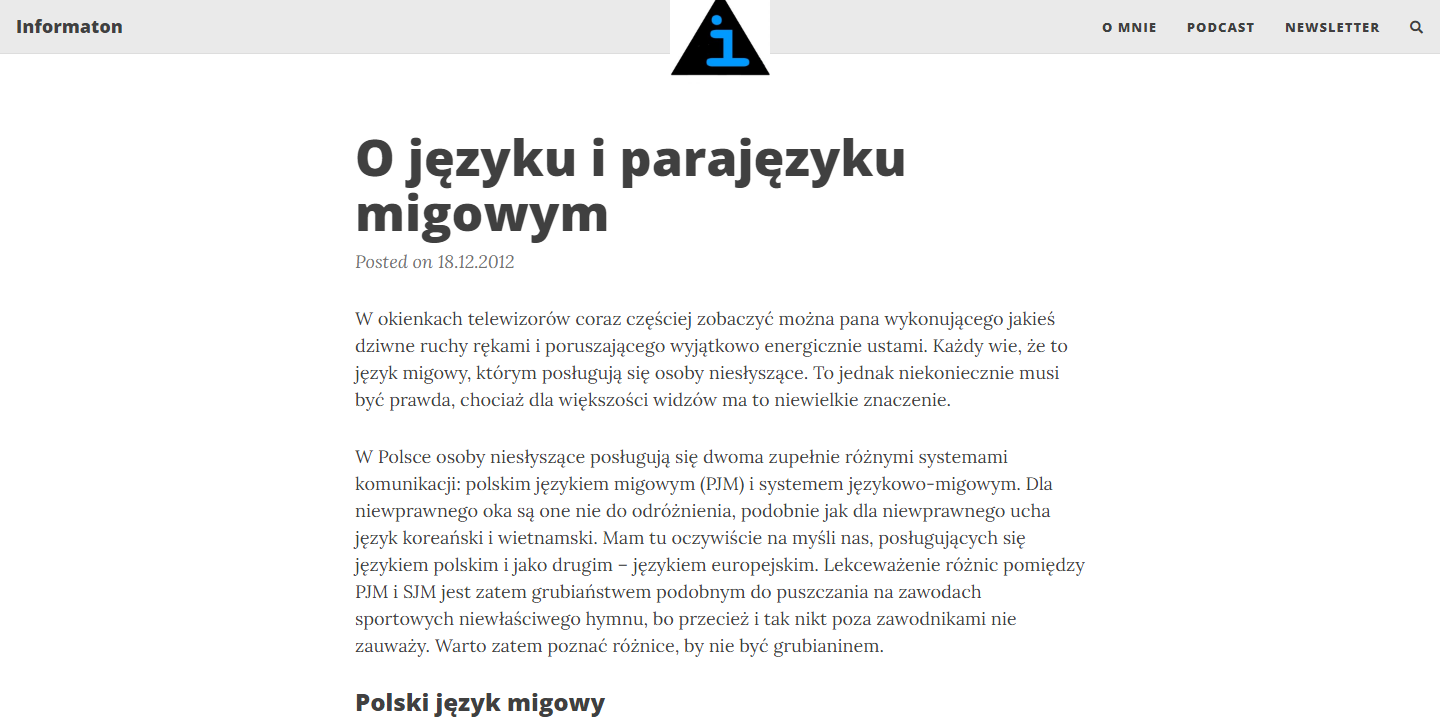 Informaton
i
O MNIE
PODCAST
NEWSLETTER
O języku i parajęzyku
migowym
Posted on 18.12.2012
W okienkach telewizorów coraz częściej zobaczyć można pana wykonującego jakieś
dziwne ruchy rękami i poruszającego wyjątkowo energicznie ustami. Każdy wie, że to
język migowy, którym posługują się osoby niesłyszące. To jednak niekoniecznie musi
być prawda, chociaż dla większości widzów ma to niewielkie znaczenie.
W Polsce osoby niesłyszące posługują się dwoma zupełnie różnymi systemami
komunikacji: polskim językiem migowym (PJM) i systemem językowo-migowym. Dla
niewprawnego oka są one nie do odróżnienia, podobnie jak dla niewprawnego ucha
język koreański i wietnamski. Mam tu oczywiście na myśli nas, posługujących się
językiem polskim i jako drugim – językiem europejskim. Lekceważenie różnic pomiędzy
PJM i SJM jest zatem grubiaństwem podobnym do puszczania na zawodach
sportowych niewłaściwego hymnu, bo przecież i tak nikt poza zawodnikami nie
zauważy. Warto zatem poznać różnice, by nie być grubianinem.
Polski język migowy